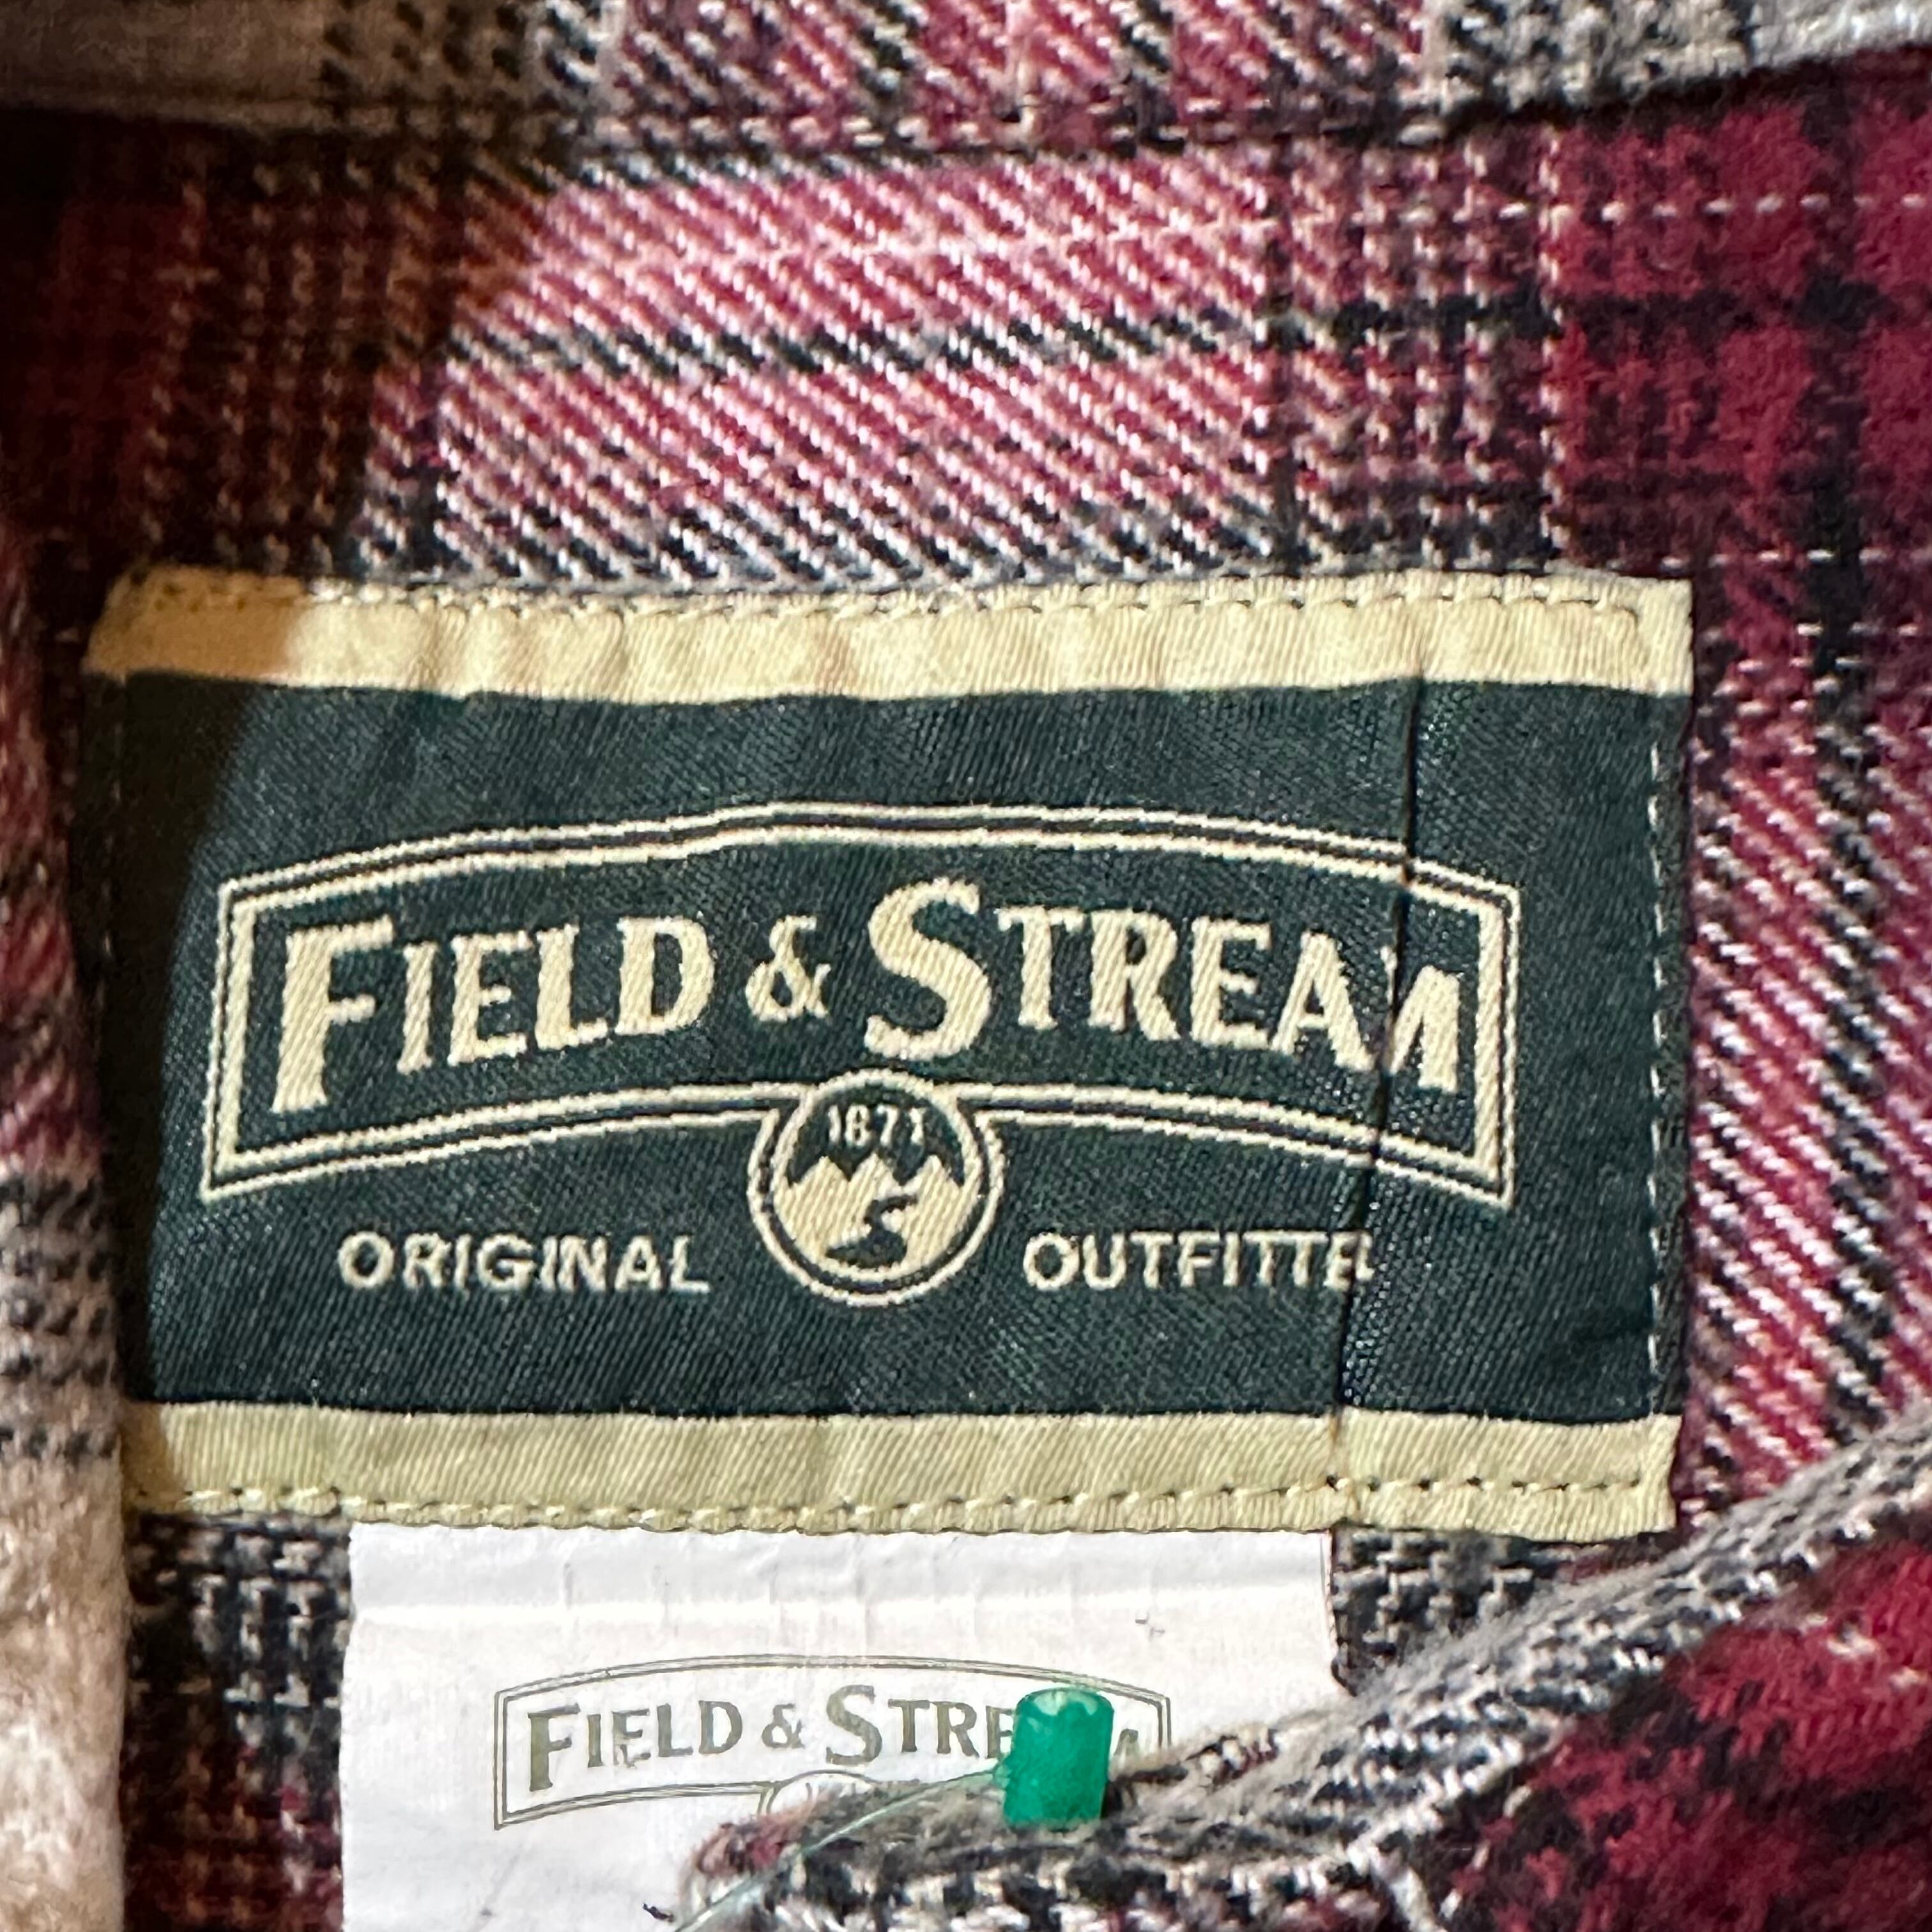 FIELD & STREAM
1871
ORIGINAL OUTFITTE
FIELD & STRE